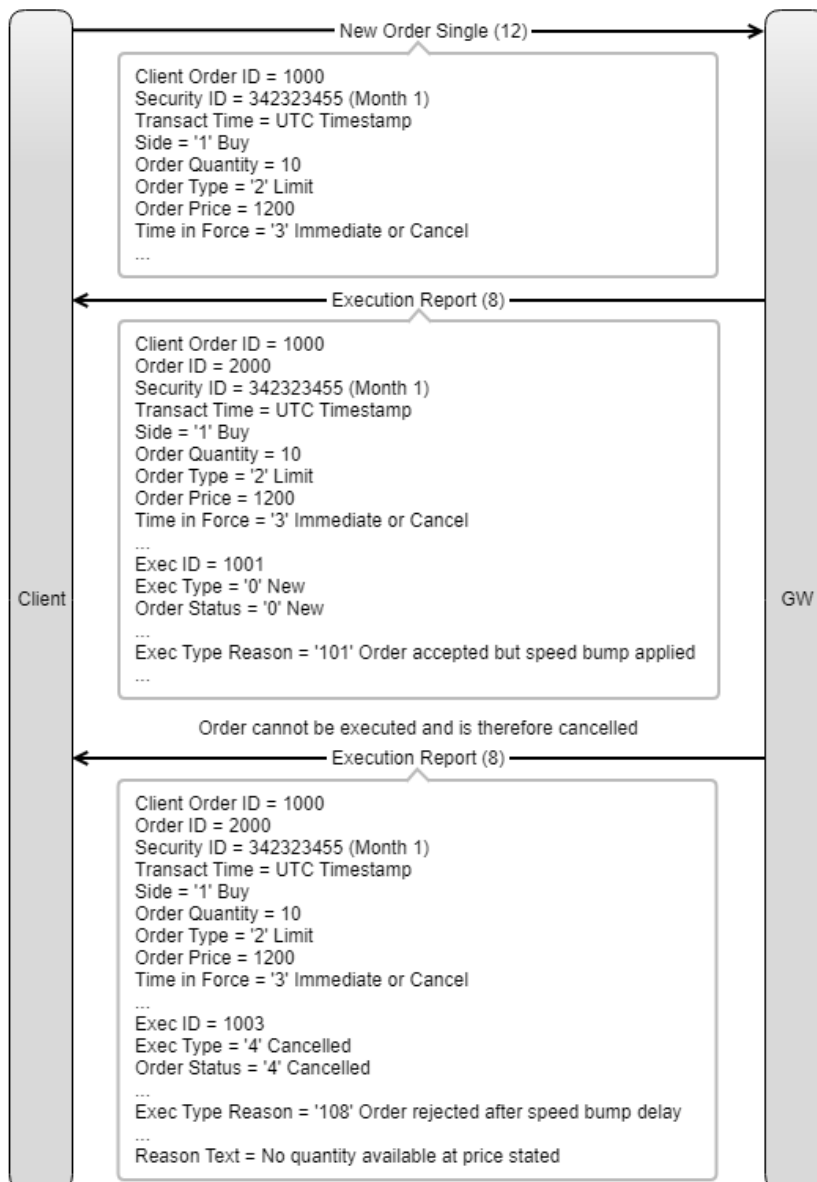 New Order Single (12)
Client Order ID = 1000
Security ID = 342323455 (Month 1)
Transact Time = UTC Timestamp
Side = '1' Buy
Order Quantity = 10
Order Type = '2' Limit
Order Price = 1200
Time in Force = '3' Immediate or Cancel
...
Execution Report (8)
Client Order ID = 1000
Order ID = 2000
Security ID = 342323455 (Month 1)
Transact Time = UTC Timestamp
Side = '1' Buy
Order Quantity = 10
Order Type = '2' Limit
Order Price = 1200
Time in Force = '3' Immediate or Cancel
...
Exec ID = 1001
Exec Type = '0' New
Order Status = '0' New
...
Exec Type Reason = '101' Order accepted but speed bump applied
...
Client
GW
Order cannot be executed and is therefore cancelled
Execution Report (8)
Client Order ID = 1000
Order ID = 2000
Security ID = 342323455 (Month 1)
Transact Time = UTC Timestamp
Side = '1' Buy
Order Quantity = 10
Order Type = '2' Limit
Order Price = 1200
Time in Force = '3' Immediate or Cancel
...
Exec ID = 1003
Exec Type = '4' Cancelled
Order Status = '4' Cancelled
...
Exec Type Reason = '108' Order rejected after speed bump delay
...
Reason Text = No quantity available at price stated